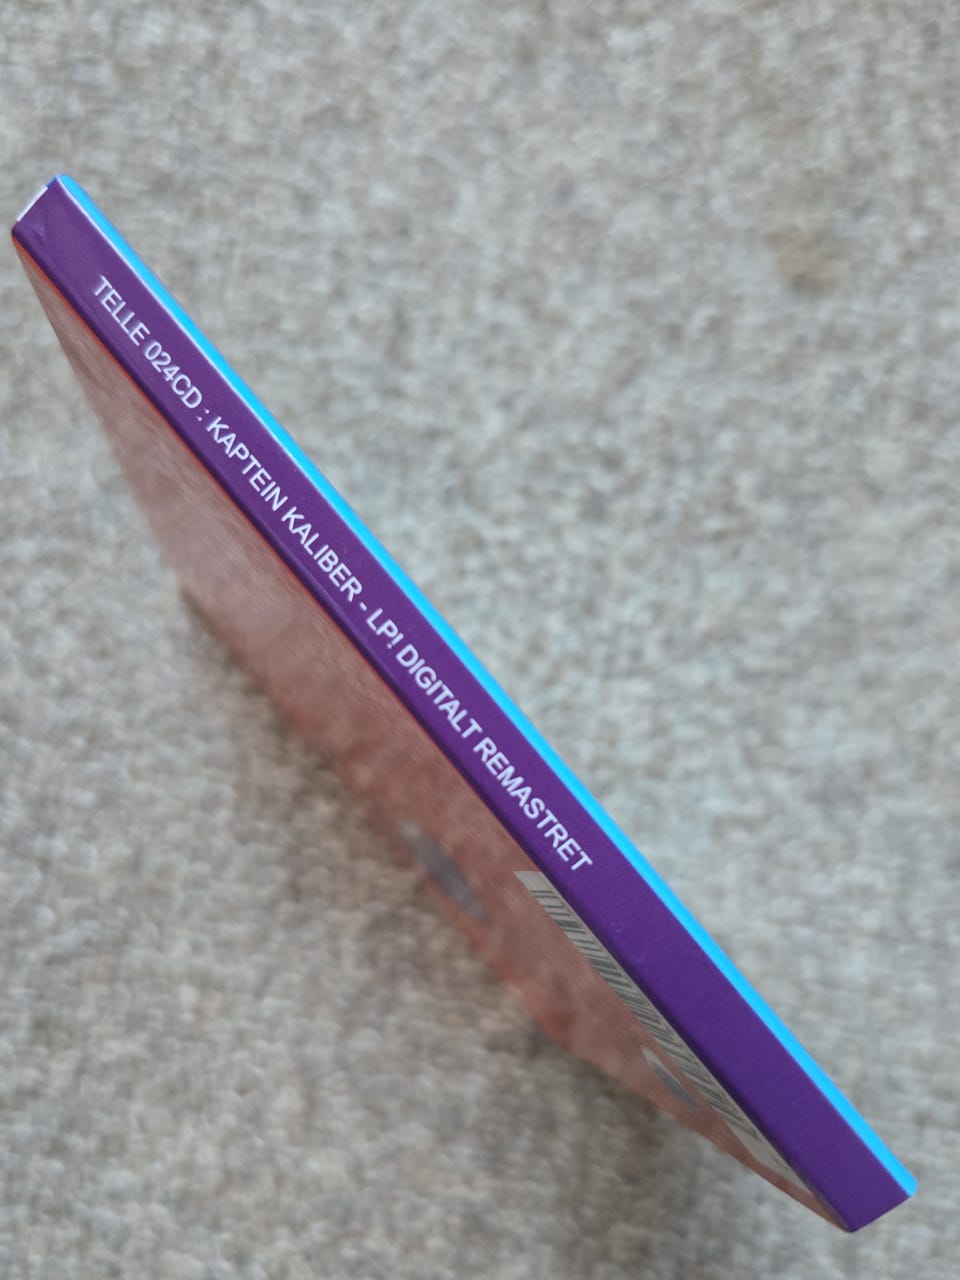 TELLE 024CD : KAPTEIN KALIBER - LP! DIGITALT REMASTRET